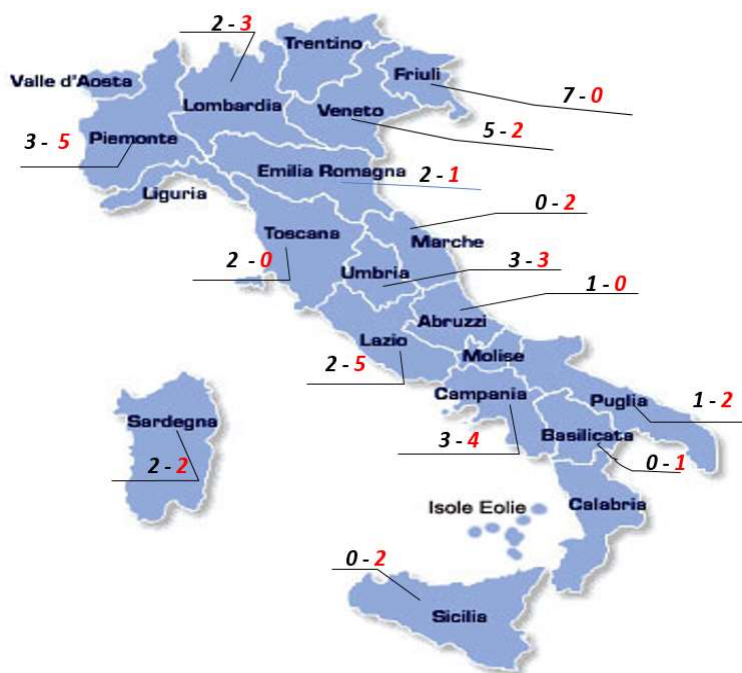 2 - 3
Trentino
Friuli
Valle d'Aosta
7 - 0
Lombardia
Veneto
5 - 2
3 - 5
Piemonte
Emilia Romagna
2 - 1
Liguria
0 - 2
Toscana
Marche
2 - 0
Umbria
3 - 3
1 - 0
Abruzzi
Lazio
Molise
2 - 5
Campania
Puglia
1 - 2
Sardegna
3 - 4
Basilicata
2 - 2
0 - 1
Isole Eolie
Calabria
0 - 2
Sicilia